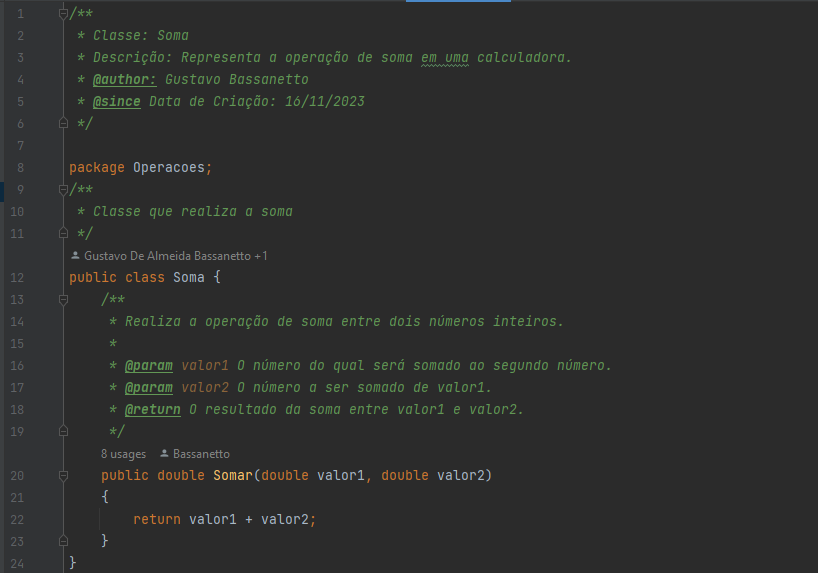 1 /**
2 * Classe: Soma
3 * Descrição: Representa a operação de soma em uma calculadora.
4 * @author: Gustavo Bassanetto
5 * @since Data de Criação: 16/11/2023
6 */
7
8 package Operacoes;
9 /**
10 * Classe que realiza a soma
11 */
Gustavo De Almeida Bassanetto +1
12 public class Soma {
13 /**
14 * Realiza a operação de soma entre dois números inteiros.
15 *
16 * @param valor1 O número do qual será somado ao segundo número.
17 * @param valor2 O número a ser somado de valor1.
18 * @return O resultado da soma entre valor1 e valor2.
19 */
8 usages Bassanetto
20 public double Somar(double valor1, double valor2)
21 {
22 return valor1 + valor2;
23 }
24 }